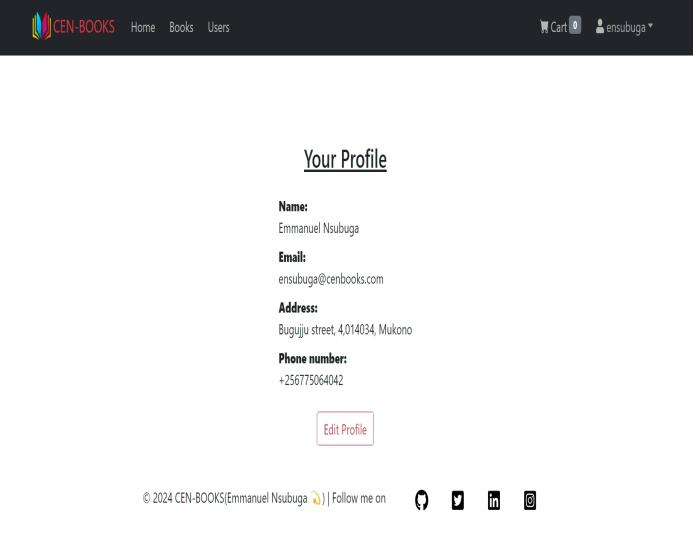 CEN-BOOKS Home Books Users Cart 0 ensubuga
Your Profile
Name:
Emmanuel Nsubuga
Email:
ensubuga@cenbooks.com
Address:
Bugujju street, 4,014034, Mukono
Phone number:
+256775064042
Edit Profile
© 2024 CEN-BOOKS(Emmanuel Nsubuga 💫) | Follow me on